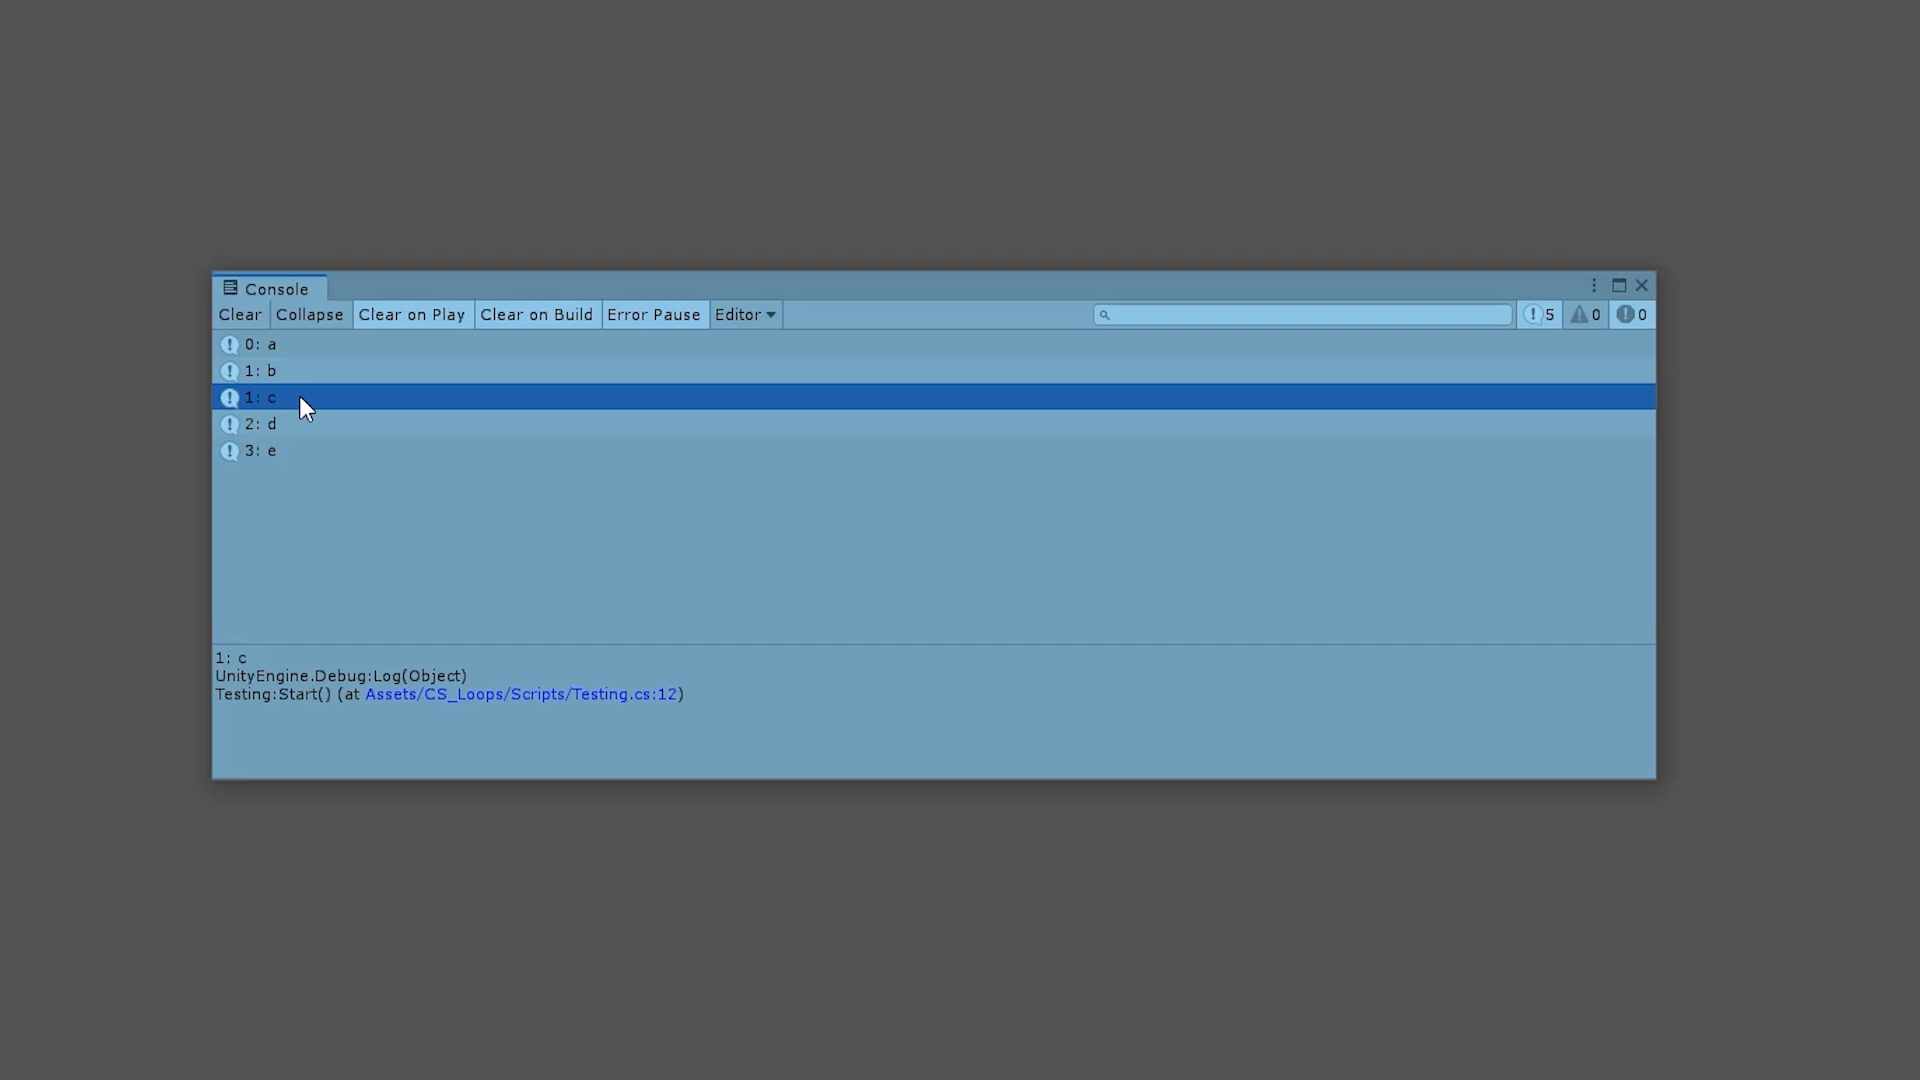 Console
Clear Collapse Clear on Play Clear on Build Error Pause Editor 5 0 0
0: a
1: b
1: c
2: d
3: e
1: c
UnityEngine.Debug:Log(Object)
Testing:Start() (at Assets/CS_Loops/Scripts/Testing.cs:12)